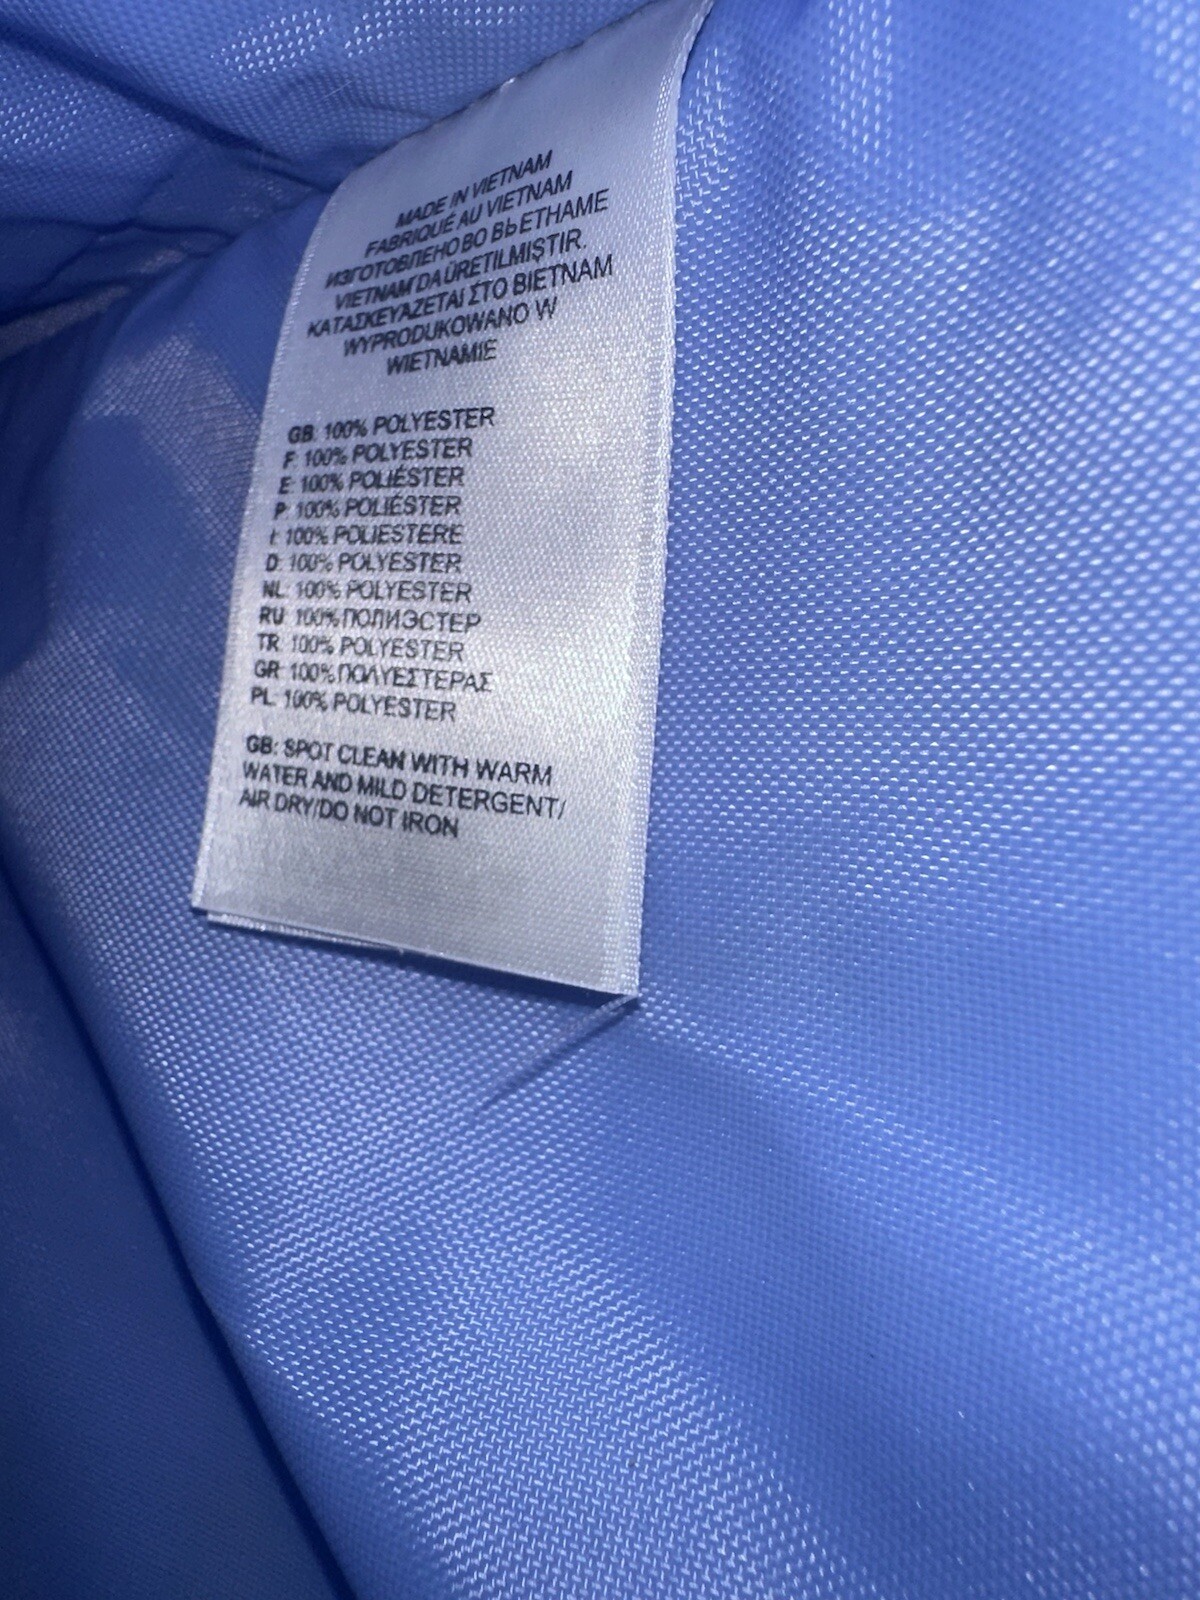 MADE IN VIETNAM
FABRIQUÉ AU VIETNAM
ИЗГОТОВЛЕНО ВО ВЬЕТНАМЕ
VIETNAM'DA ÜRETILMIŞTIR.
ΚΑΤΑΣΚΕΥΑΖΕΤΑΙ ΣΤΟ ΒΙΕΤΝΑΜ
WYPRODUKOWANO W
WIETNAMIE
GB: 100% POLYESTER
F: 100% POLYESTER
E: 100% POLIÉSTER
P: 100% POLIÉSTER
I: 100% POLIESTERE
D: 100% POLYESTER
NL: 100% POLYESTER
RU: 100% ПОЛИЭСТЕР
TR: 100% POLYESTER
GR: 100% ΠΟΛΥΕΣΤΕΡΑΣ
PL: 100% POLYESTER
GB: SPOT CLEAN WITH WARM
WATER AND MILD DETERGENT/
AIR DRY/DO NOT IRON